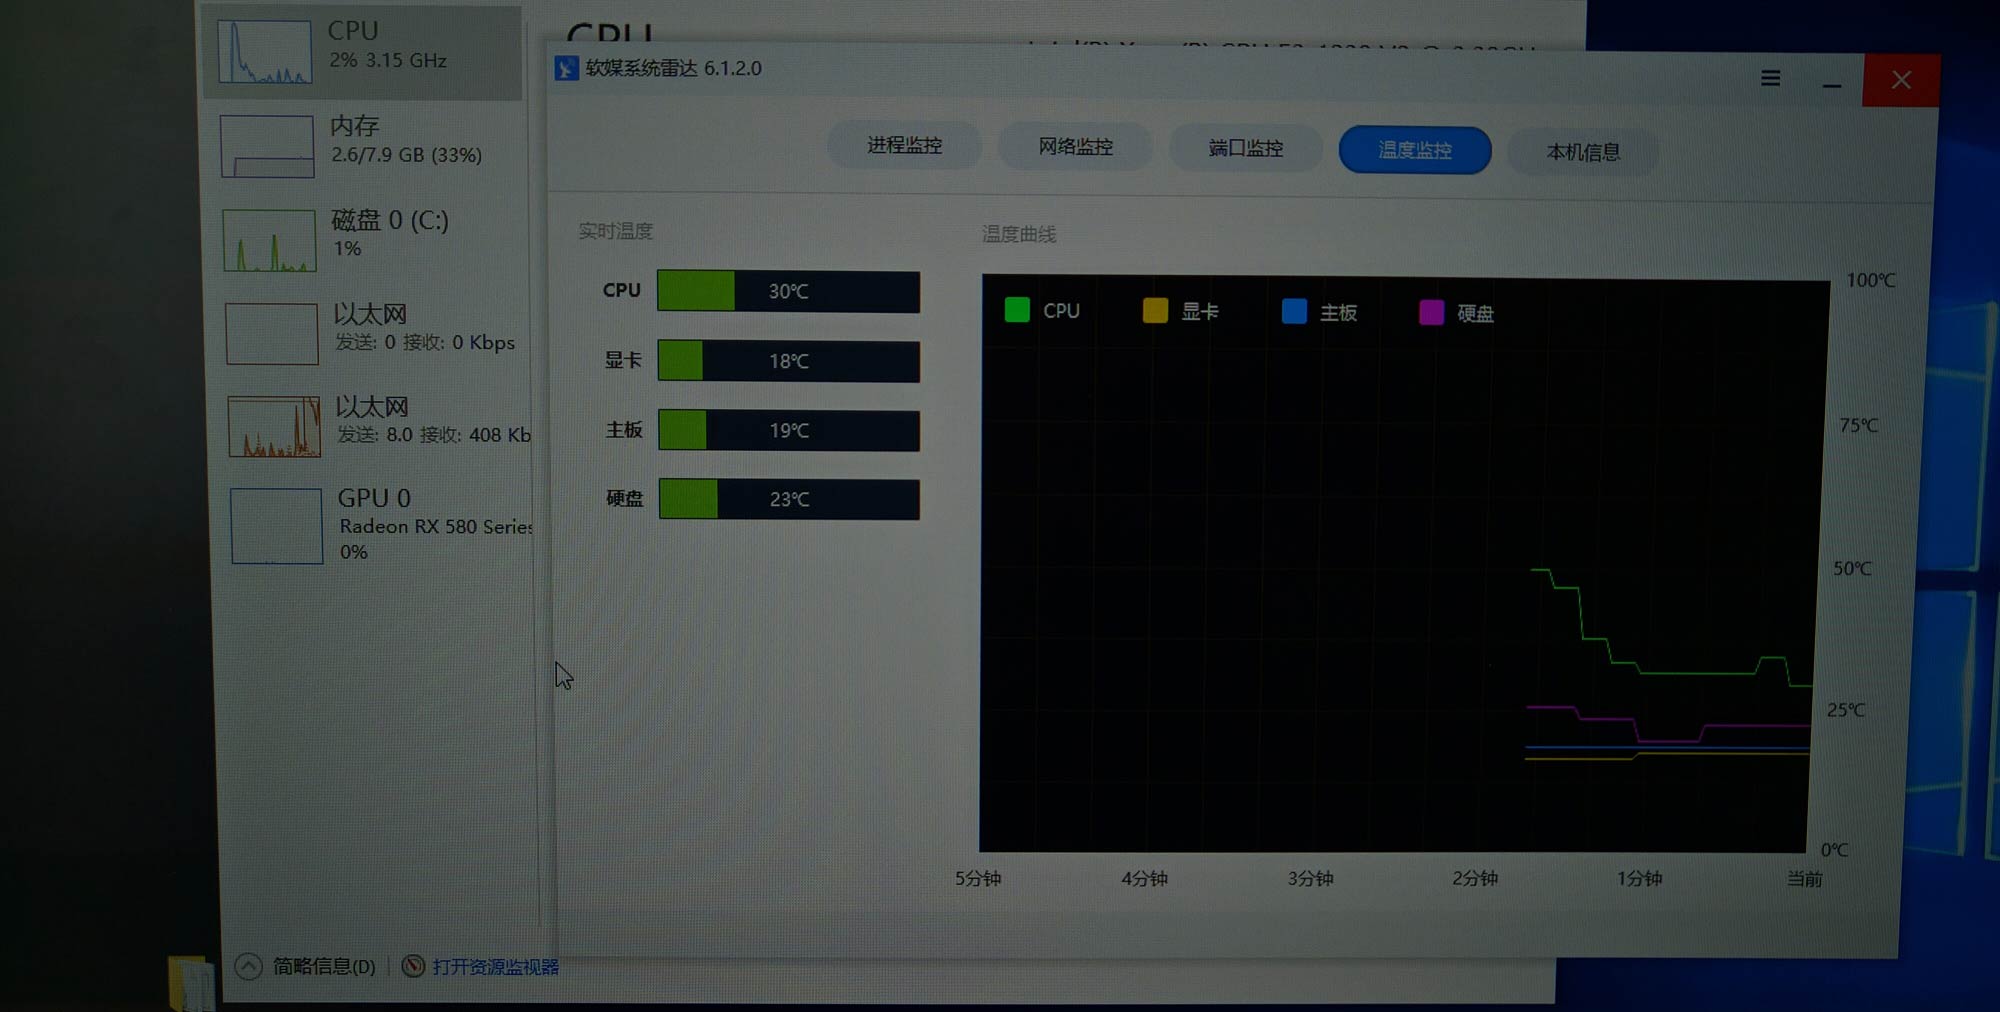 CPU
2% 3.15 GHz
内存
2.6/7.9 GB (33%)
磁盘 0 (C:)
1%
以太网
发送: 0 接收: 0 Kbps
以太网
发送: 8.0 接收: 408 Kb
GPU 0
Radeon RX 580 Series
0%
简略信息(D)
打开资源监视器
CPU
软媒系统雷达 6.1.2.0
进程监控
网络监控
端口监控
温度监控
本机信息
实时温度
CPU 30℃
显卡 18℃
主板 19℃
硬盘 23℃
温度曲线
CPU 显卡 主板 硬盘
100℃
75℃
50℃
25℃
0℃
5分钟 4分钟 3分钟 2分钟 1分钟 当前